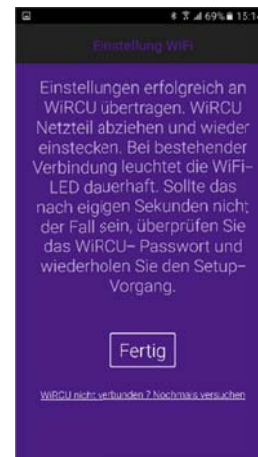 69% 15:14
Einstellung WiFi
Einstellungen erfolgreich an
WiRCU übertragen. WiRCU
Netzteil abziehen und wieder
einstecken. Bei bestehender
Verbindung leuchtet die WiFi-
LED dauerhaft. Sollte das
nach eigigen Sekunden nicht
der Fall sein, überprüfen Sie
das WiRCU- Passwort und
wiederholen Sie den Setup-
Vorgang.
Fertig
WiRCU nicht verbunden ? Nochmals versuchen